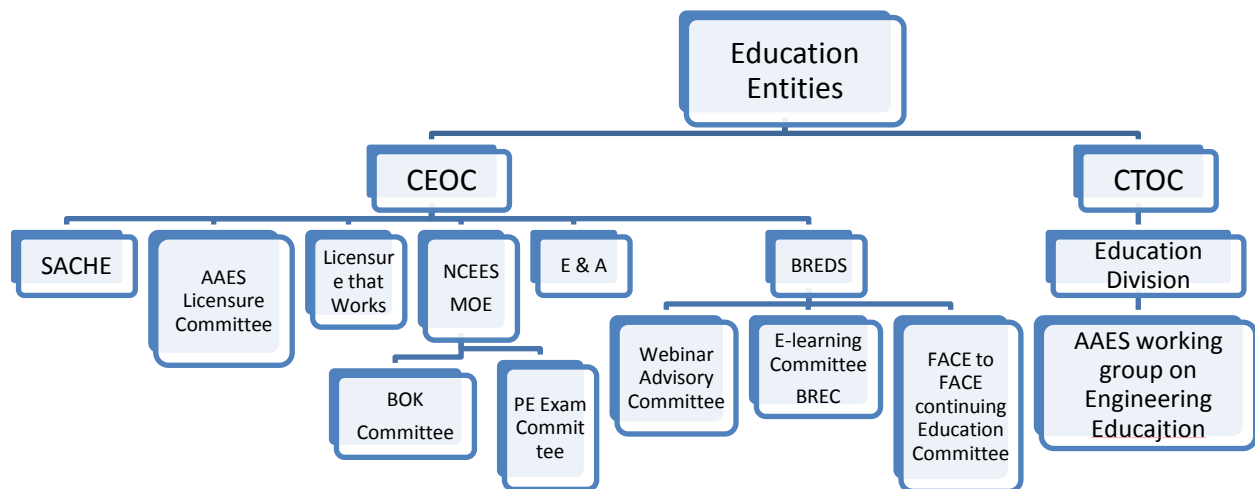 Education
Entities
CEOC
CTOC
SACHE
AAES
Licensure
Committee
Licensur
e that
Works
NCEES
MOE
E & A
BREDS
Education
Division
BOK
Committee
PE Exam
Commit
tee
Webinar
Advisory
Committee
E-learning
Committee
BREC
FACE to
FACE
continuing
Education
Committee
AAES working
group on
Engineering
Educajtion